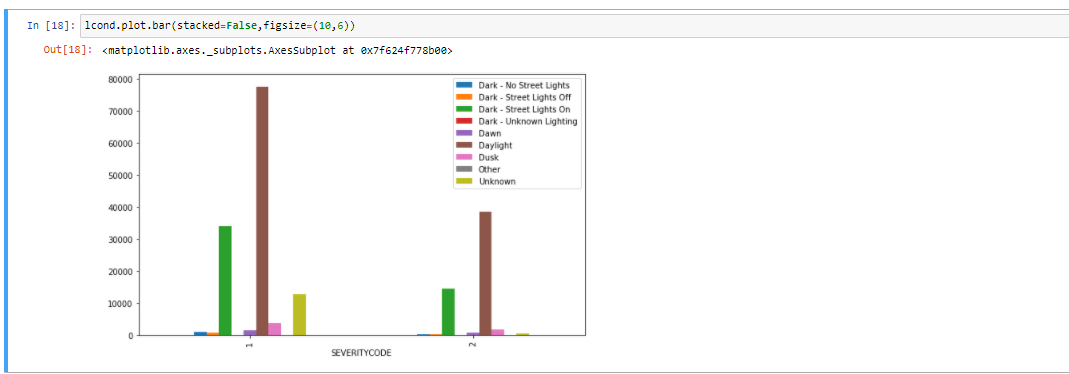 In [18]: lcond.plot.bar(stacked=False,figsize=(10,6))
Out[18]: <matplotlib.axes._subplots.AxesSubplot at 0x7f624f778b00>
80000
70000
60000
50000
40000
30000
20000
10000
0
Dark - No Street Lights
Dark - Street Lights Off
Dark - Street Lights On
Dark - Unknown Lighting
Dawn
Daylight
Dusk
Other
Unknown
1
2
SEVERITYCODE